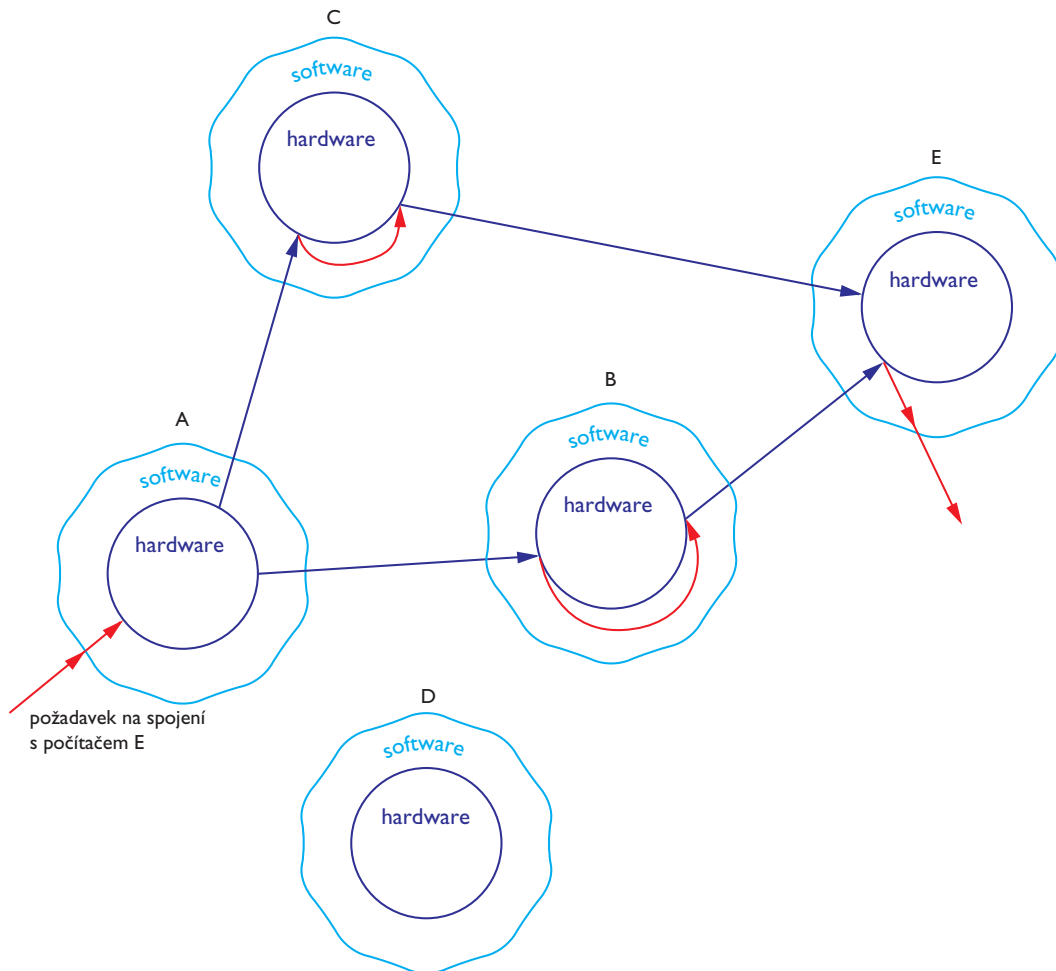 C
software
hardware
E
software
hardware
B
software
hardware
A
software
hardware
požadavek na spojení
s počítačem E
D
software
hardware